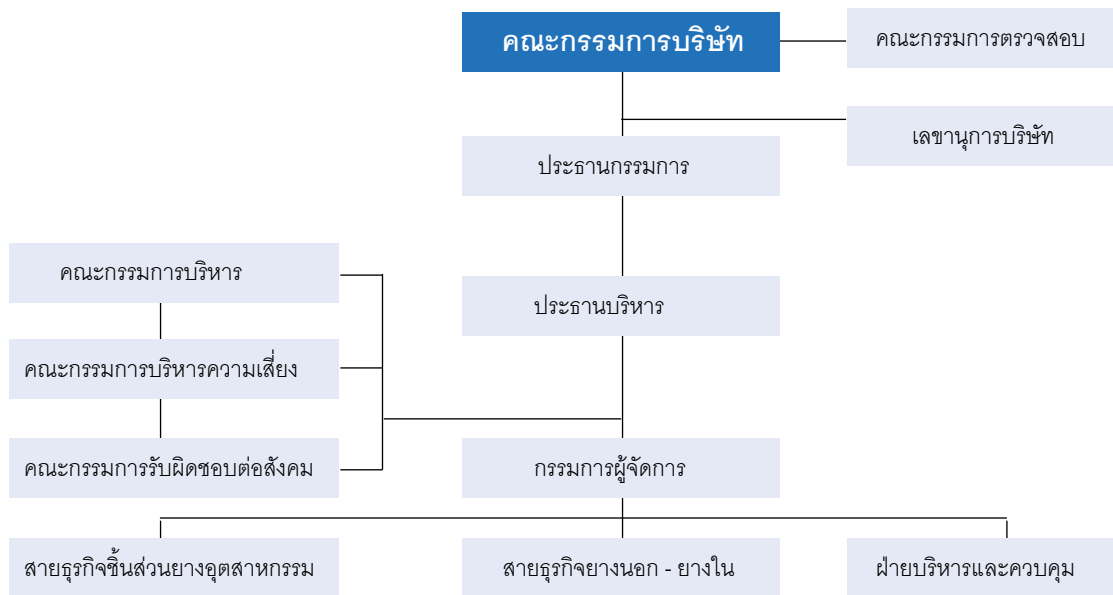 คณะกรรมการบริษัท
คณะกรรมการตรวจสอบ
เลขานุการบริษัท
ประธานกรรมการ
คณะกรรมการบริหาร
ประธานบริหาร
คณะกรรมการบริหารความเสี่ยง
คณะกรรมการรับผิดชอบต่อสังคม
กรรมการผู้จัดการ
สายธุรกิจชิ้นส่วนยางอุตสาหกรรม
สายธุรกิจยางนอก - ยางใน
ฝ่ายบริหารและควบคุม